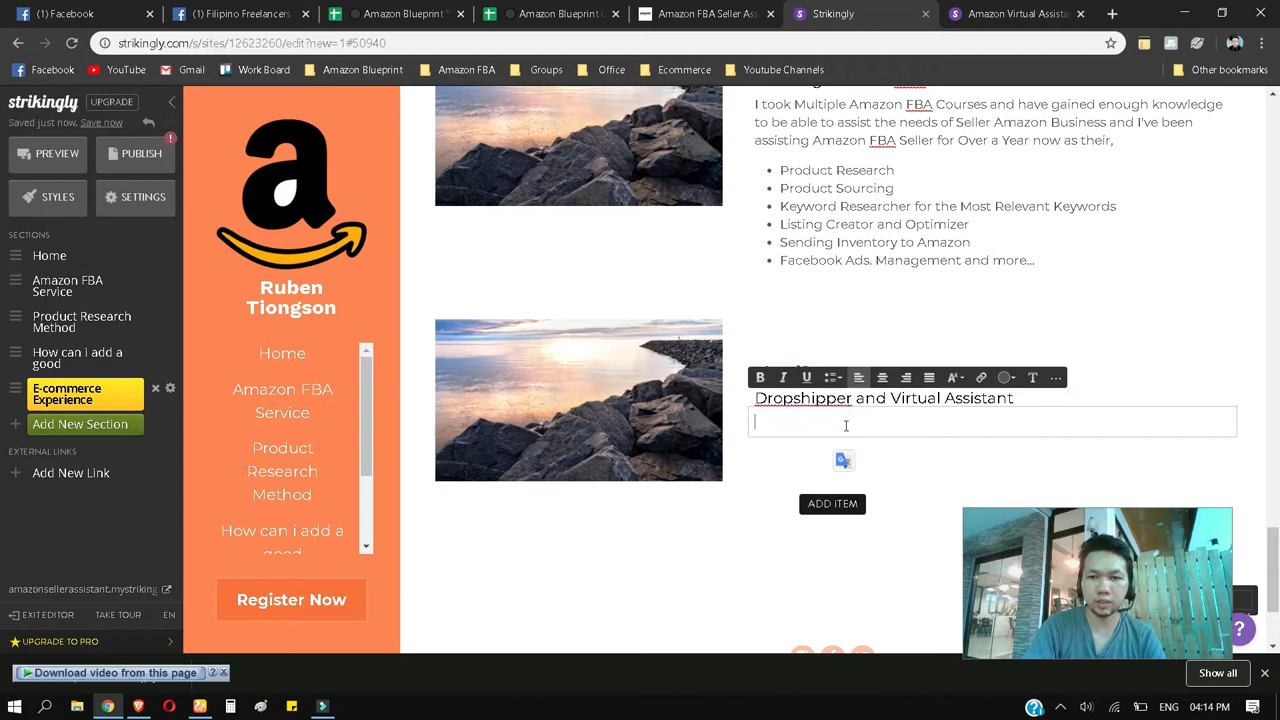 (1) Facebook
(1) Filipino Freelancers
Amazon Blueprint
Amazon Blueprint
Amazon FBA Seller Ass
Strikingly
Amazon Virtual Assista
strikingly.com/s/sites/12623260/edit?new=1#50940
Facebook
YouTube
Gmail
Work Board
Amazon Blueprint
Amazon FBA
Groups
Office
Ecommerce
Youtube Channels
Other bookmarks
strikingly
UPGRADE
Saved just now. Save now
PREVIEW
PUBLISH
STYLES
SETTINGS
SECTIONS
Home
Amazon FBA
Service
Product Research
Method
How can i add a
good
E-commerce
Experience
Add New Section
EXTERNAL LINKS
Add New Link
amazonsellerassistant.mystriking
EXIT EDITOR
TAKE TOUR
EN
UPGRADE TO PRO
Ruben
Tiongson
Home
Amazon FBA
Service
Product
Research
Method
How can i add a
good
Register Now
I took Multiple Amazon FBA Courses and have gained enough knowledge
to be able to assist the needs of Seller Amazon Business and I've been
assisting Amazon FBA Seller for Over a Year now as their,
Product Research
Product Sourcing
Keyword Researcher for the Most Relevant Keywords
Listing Creator and Optimizer
Sending Inventory to Amazon
Facebook Ads. Management and more...
Dropshipper and Virtual Assistant
ADD ITEM
Download video from this page
Show all
ENG
04:14 PM